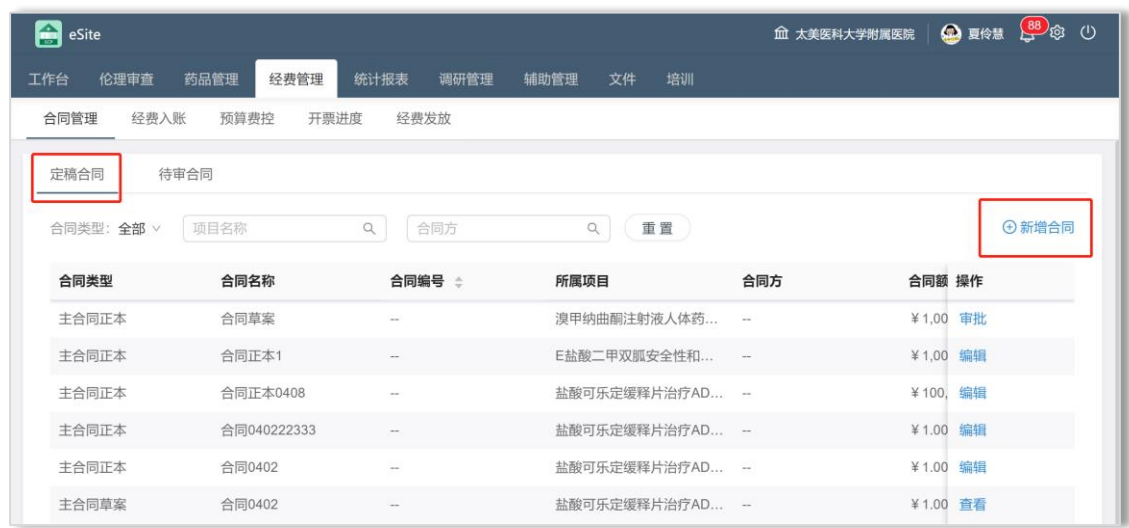 eSite 太美医科大学附属医院 夏伶慧 88
工作台 伦理审查 药品管理 经费管理 统计报表 调研管理 辅助管理 文件 培训
合同管理 经费入账 预算费控 开票进度 经费发放
定稿合同 待审合同
合同类型: 全部 项目名称 合同方 重置 新增合同
合同类型 合同名称 合同编号 所属项目 合同方 合同额 操作
主合同正本 合同草案 -- 溴甲纳曲酮注射液人体药... -- ¥1,00 审批
主合同正本 合同正本1 -- E盐酸二甲双胍安全性和... -- ¥1,00 编辑
主合同正本 合同正本0408 -- 盐酸可乐定缓释片治疗AD... -- ¥100, 编辑
主合同正本 合同040222333 -- 盐酸可乐定缓释片治疗AD... -- ¥1.00 编辑
主合同正本 合同0402 -- 盐酸可乐定缓释片治疗AD... -- ¥1.00 编辑
主合同草案 合同0402 -- 盐酸可乐定缓释片治疗AD... -- ¥1.00 查看